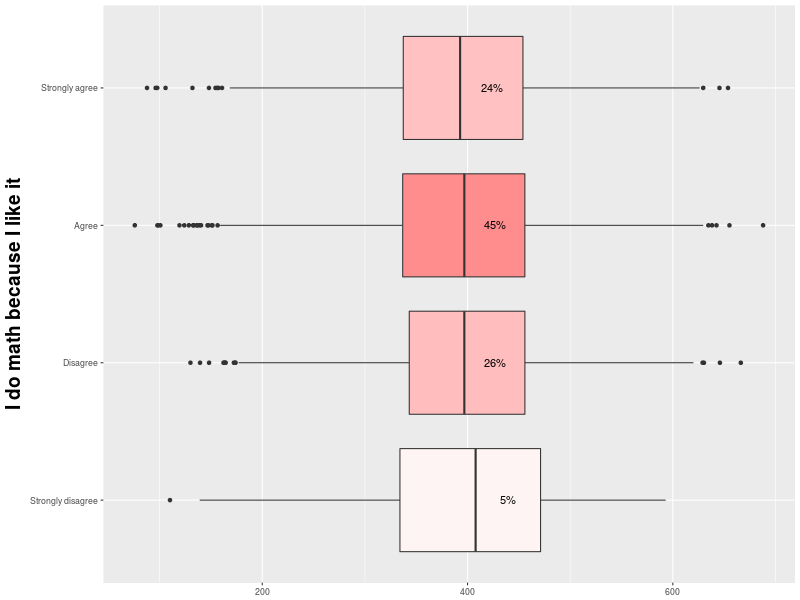 I do math because I like it
Strongly agree
24%
Agree
45%
Disagree
26%
Strongly disagree
5%
200
400
600